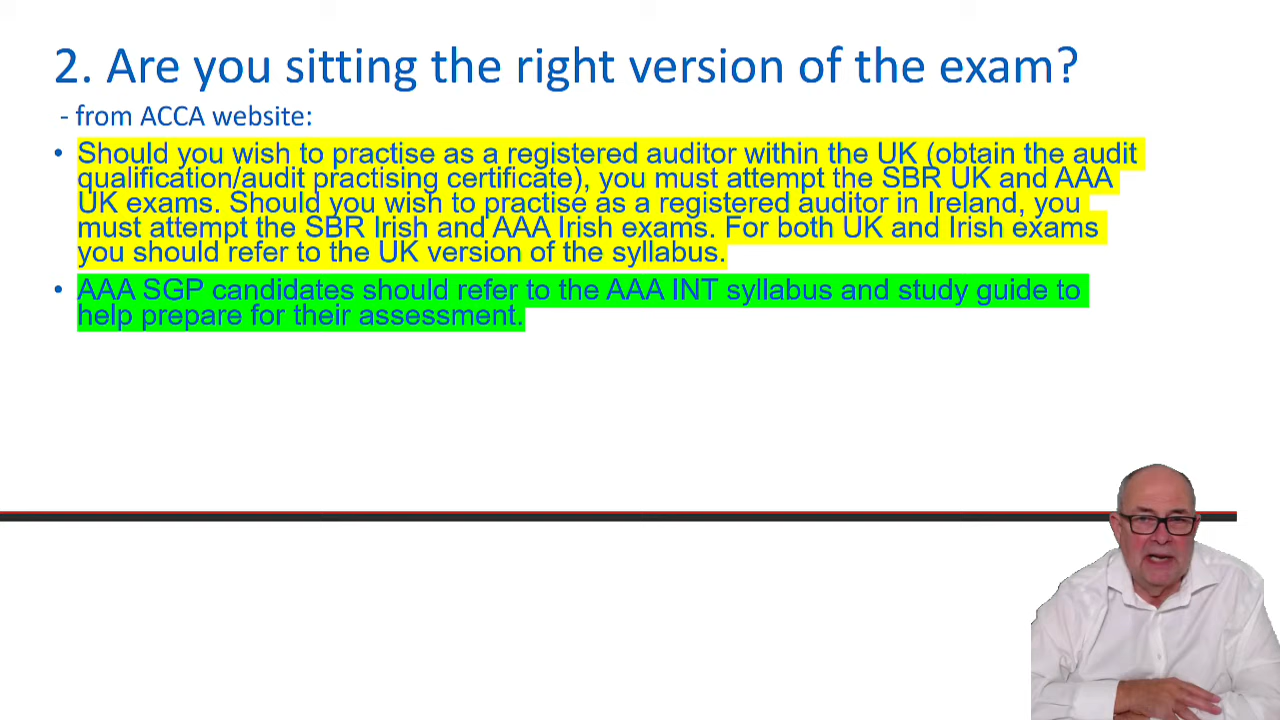 2. Are you sitting the right version of the exam?
- from ACCA website:
• Should you wish to practise as a registered auditor within the UK (obtain the audit
qualification/audit practising certificate), you must attempt the SBR UK and AAA
UK exams. Should you wish to practise as a registered auditor in Ireland, you
must attempt the SBR Irish and AAA Irish exams. For both UK and Irish exams
you should refer to the UK version of the syllabus.
• AAA SGP candidates should refer to the AAA INT syllabus and study guide to
help prepare for their assessment.